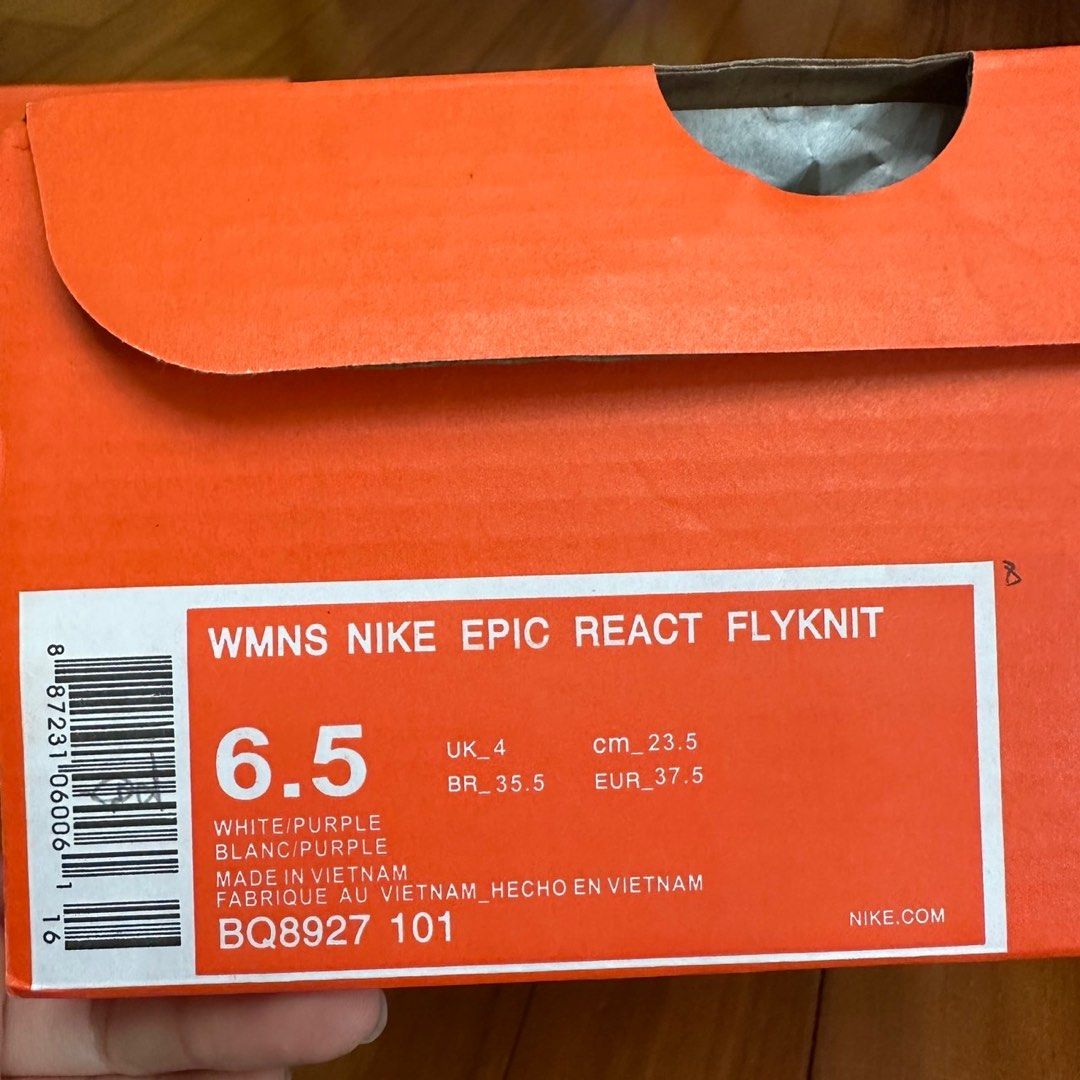 8
WMNS NIKE EPIC REACT FLYKNIT
6.5
UK_4
cm_23.5
BR_35.5
EUR_37.5
WHITE/PURPLE
BLANC/PURPLE
MADE IN VIETNAM
FABRIQUE AU VIETNAM_HECHO EN VIETNAM
BQ8927 101
NIKE.COM
8 87231 06006 1 16